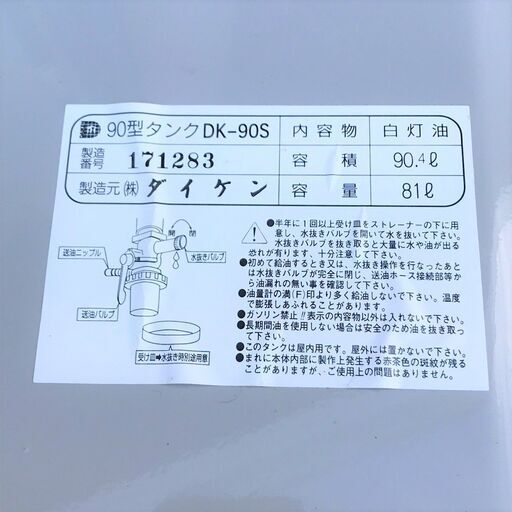 90型タンクDK-90S 内容物 白灯油
製造番号 171283 容積 90.4ℓ
製造元 ㈱ ダイケン 容量 81ℓ
開 閉
送油ニップル
水抜きバルブ
送油バルブ
受け皿➡水抜き時別途用意
●半年に1回以上受け皿をストレーナーの下に用
意し、水抜きバルブを開いて水を抜いて下さい。
水抜きバルブを抜き取ると大量に水や油が出る
恐れが有ります、十分注意して下さい。
●初めて給油するとき又は、水抜き操作を行なったあと
は水抜きバルブが完全に閉じ、送油ホース接続部等か
ら油漏れの無い事を確認して下さい。
●油量計の満(F)印より多く給油しないで下さい。温度
で膨張しあふれることがあります。
●ガソリン禁止!!表示の内容物以外は入れないで下さい。
●長期間油を使用しない場合は安全のため油を抜き取っ
て下さい。
●このタンクは屋内用です。屋外には置かないで下さい。
●まれに本体内部に製作上発生する赤茶色の斑紋が残る
ことがありますが、ご使用上の問題はありません。